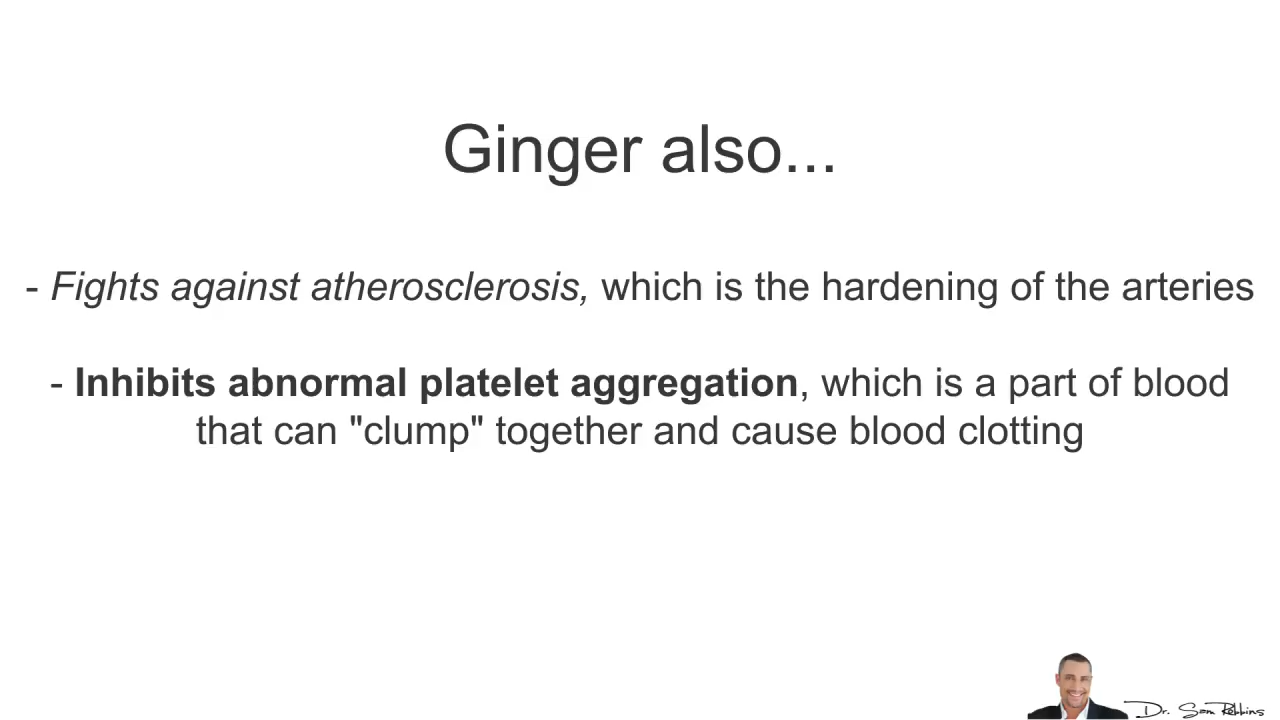 Ginger also...
- Fights against atherosclerosis, which is the hardening of the arteries
- Inhibits abnormal platelet aggregation, which is a part of blood
that can "clump" together and cause blood clotting
Dr. Sam Robbins